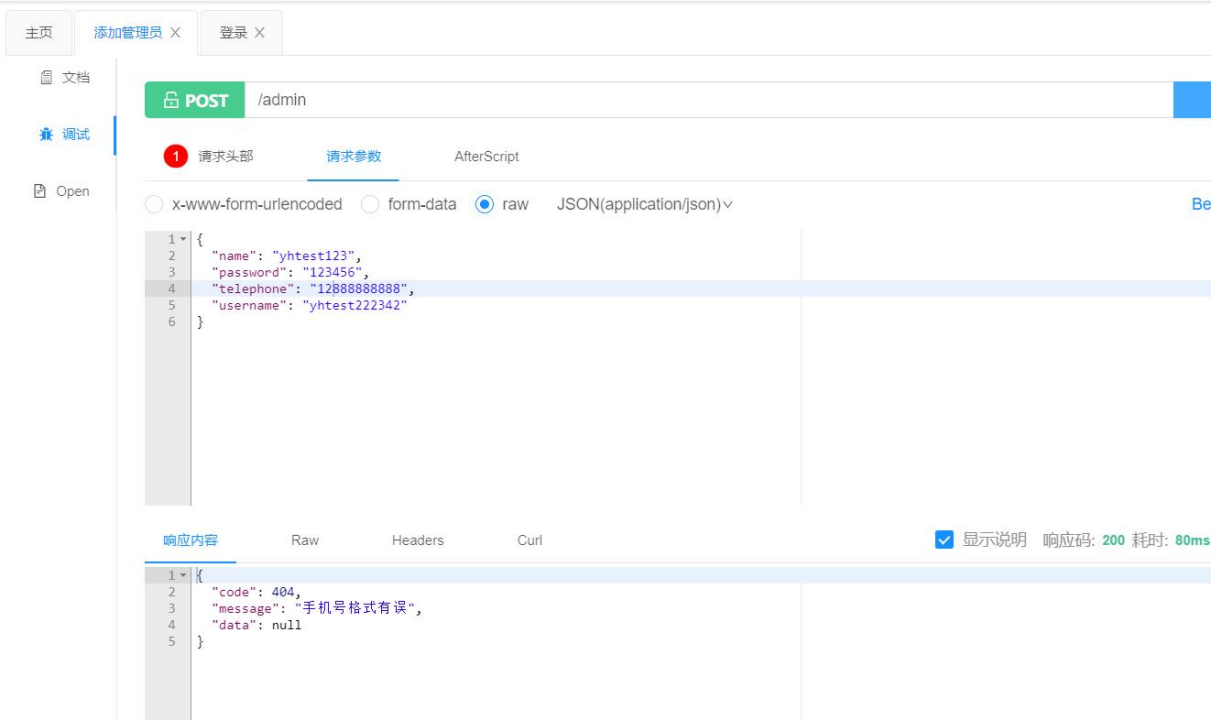 主页 添加管理员 登录
文档
POST /admin
调试
1 请求头部 请求参数 AfterScript
Open
x-www-form-urlencoded form-data raw JSON(application/json) Be
1 {
2 "name": "yhtest123",
3 "password": "123456",
4 "telephone": "12888888888",
5 "username": "yhtest222342"
6 }
响应内容 Raw Headers Curl 显示说明 响应码: 200 耗时: 80ms
1 {
2 "code": 404,
3 "message": "手机号格式有误",
4 "data": null
5 }